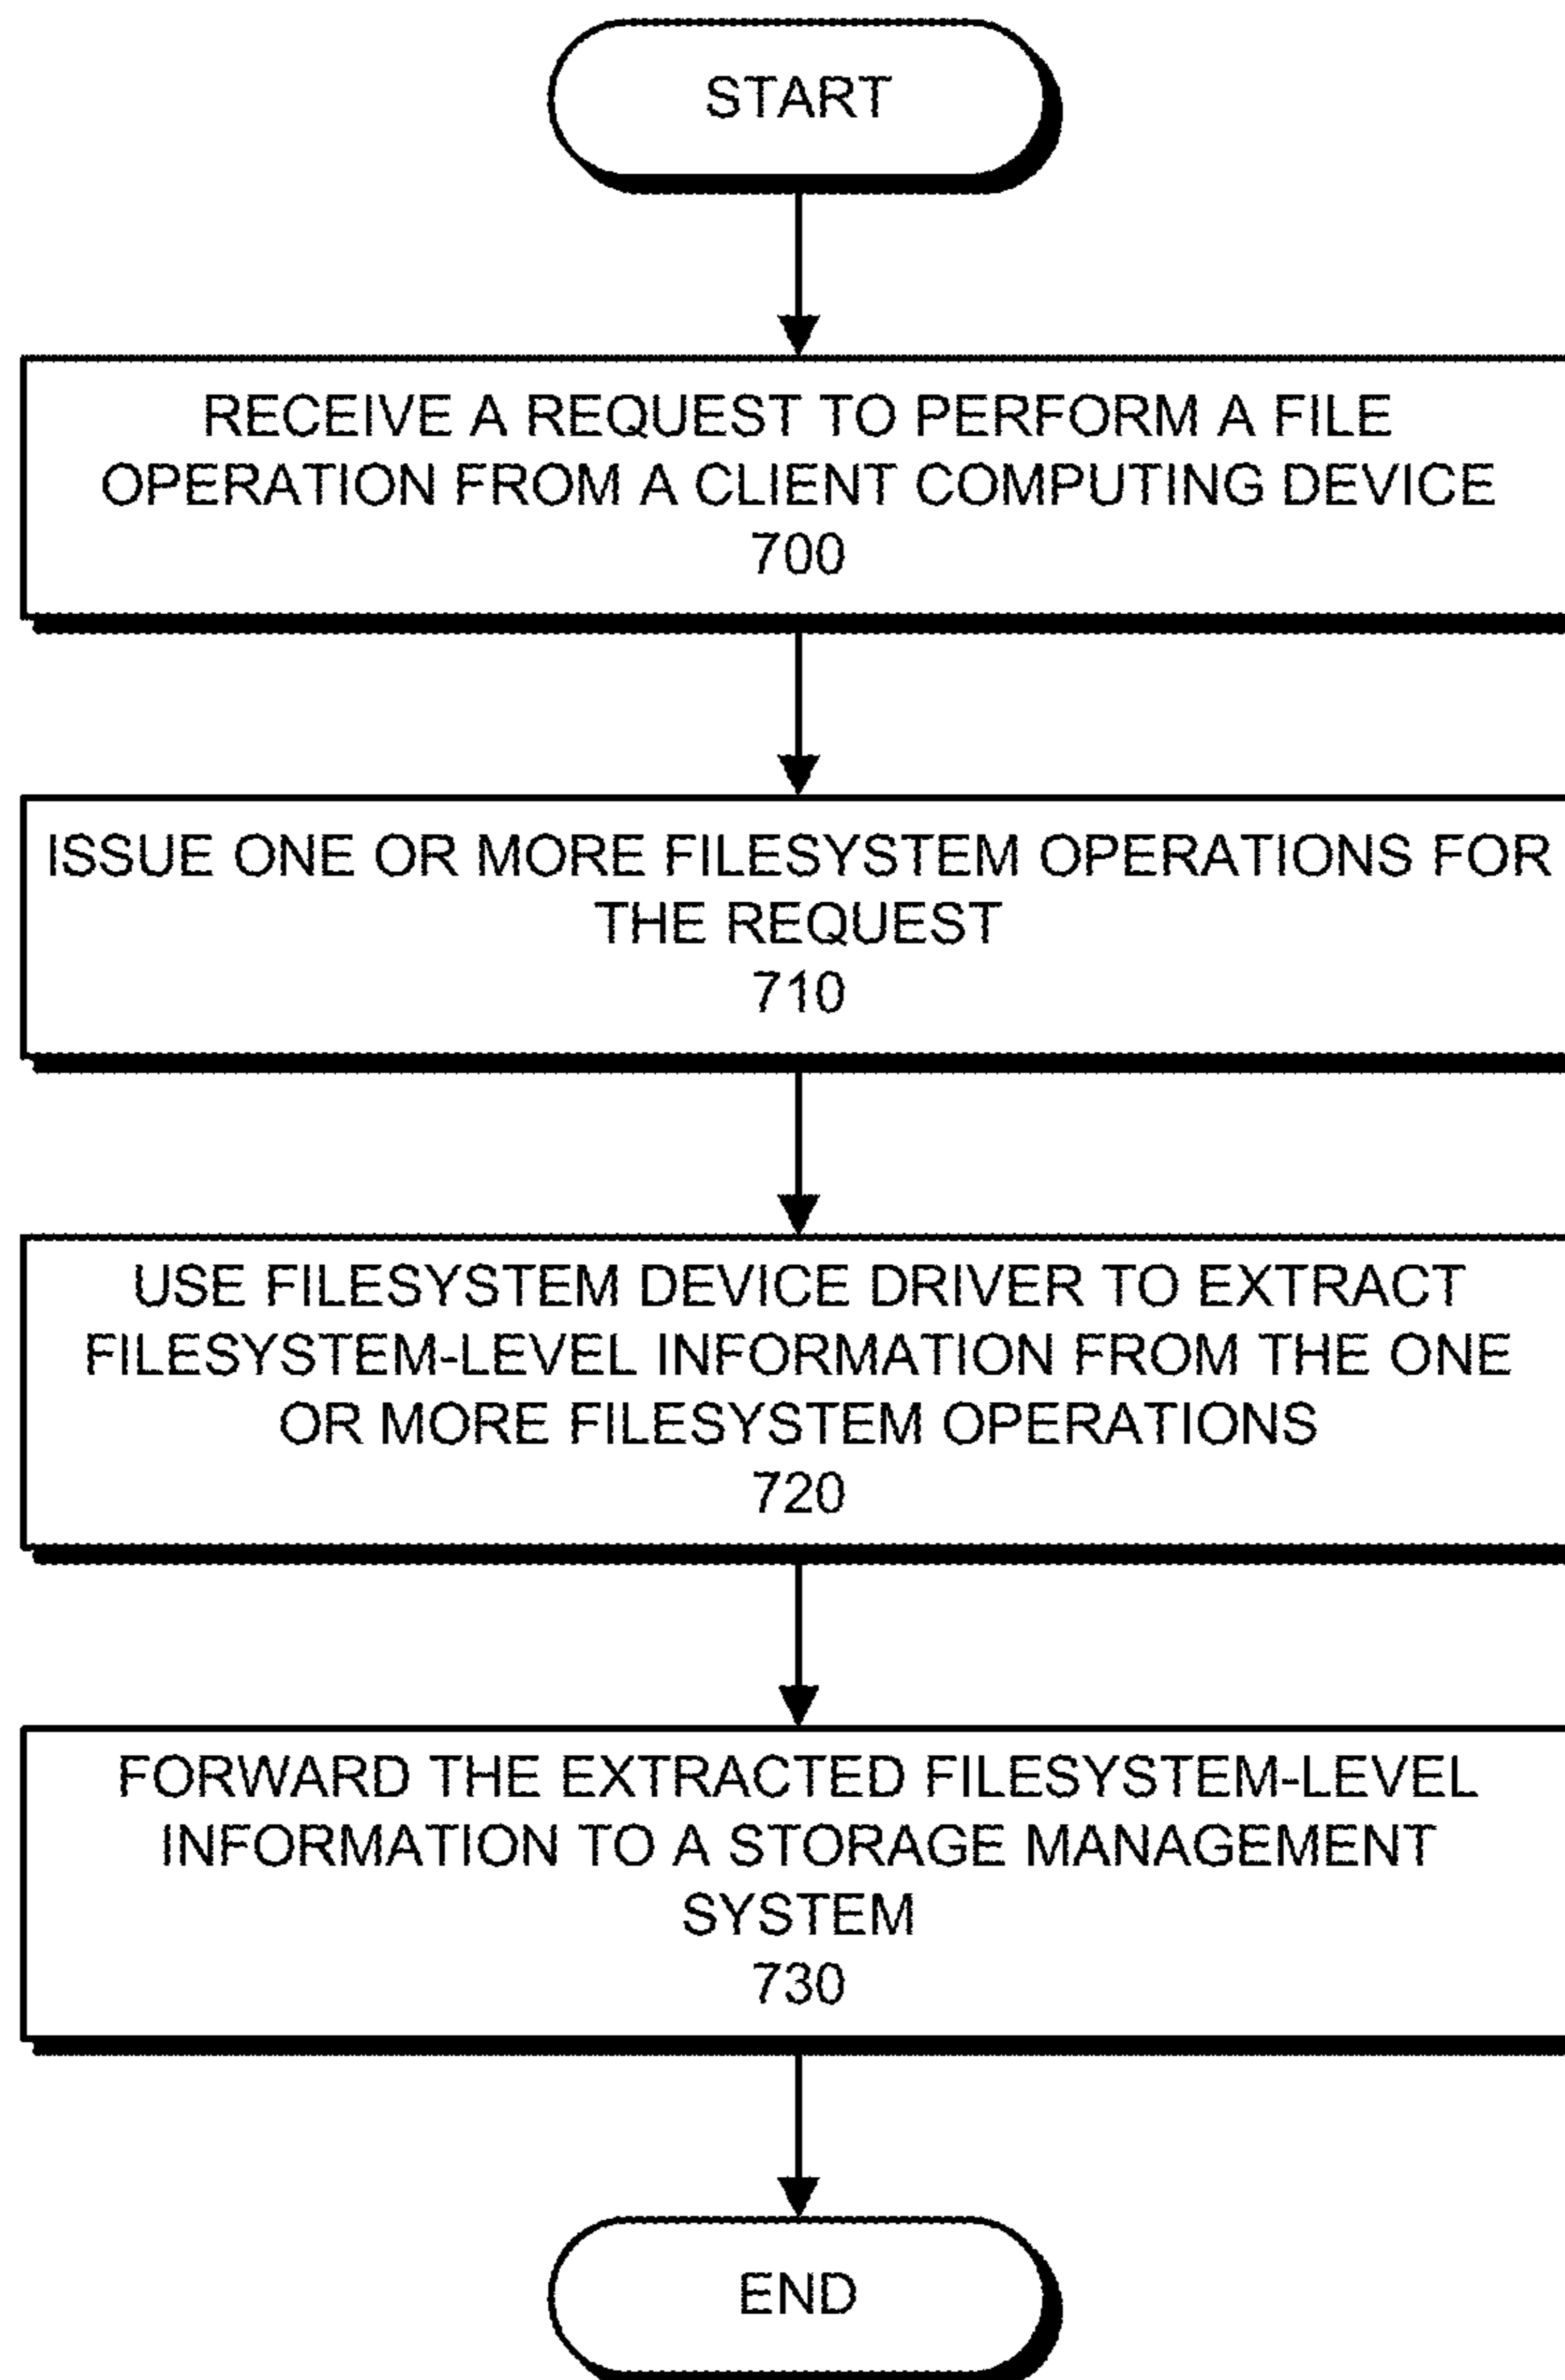 START
RECEIVE A REQUEST TO PERFORM A FILE
OPERATION FROM A CLIENT COMPUTING DEVICE
700
ISSUE ONE OR MORE FILESYSTEM OPERATIONS FOR
THE REQUEST
710
USE FILESYSTEM DEVICE DRIVER TO EXTRACT
FILESYSTEM-LEVEL INFORMATION FROM THE ONE
OR MORE FILESYSTEM OPERATIONS
720
FORWARD THE EXTRACTED FILESYSTEM-LEVEL
INFORMATION TO A STORAGE MANAGEMENT
SYSTEM
730
END